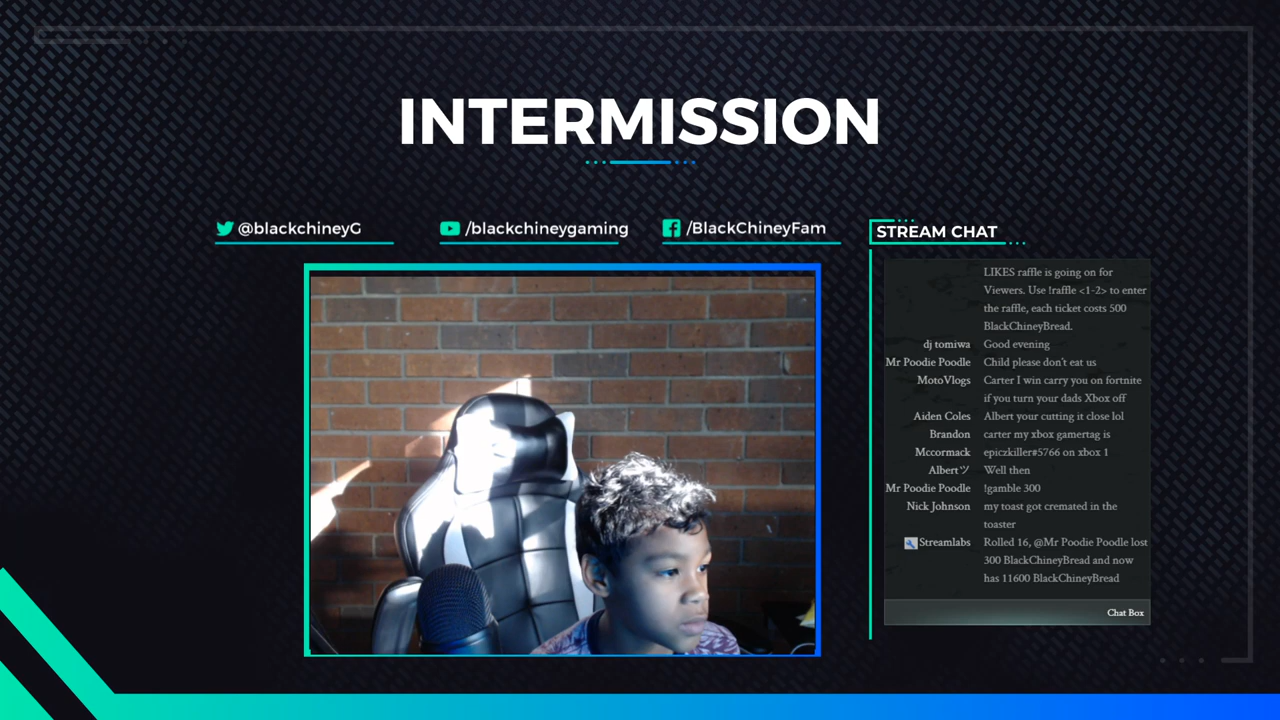 INTERMISSION
@blackchineyG
/blackchineygaming
/BlackChineyFam
STREAM CHAT
LIKES raffle is going on for
Viewers. Use !raffle <1-2> to enter
the raffle, each ticket costs 500
BlackChineyBread.
dj tomiwa Good evening
Mr Poodie Poodle Child please don't eat us
MotoVlogs Carter I win carry you on fortnite
if you turn your dads Xbox off
Aiden Coles Albert your cutting it close lol
Brandon carter my xbox gamertag is
Mccormack epiczkiller#5766 on xbox 1
Albertツ Well then
Mr Poodie Poodle !gamble 300
Nick Johnson my toast got cremated in the
toaster
Streamlabs Rolled 16, @Mr Poodie Poodle lost
300 BlackChineyBread and now
has 11600 BlackChineyBread
Chat Box